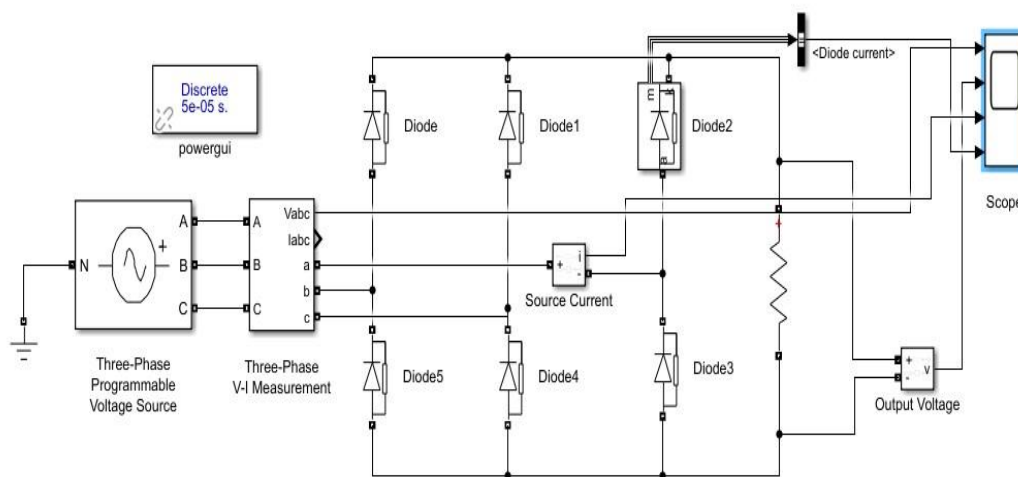 <Diode current>
Discrete
5e-05 s.
powergui
Diode
Diode1
m
k
a
Diode2
Scope
A
B
C
N
+
A
B
C
Vabc
Iabc
a
b
c
+
i
-
Source Current
+
Three-Phase
Programmable
Voltage Source
Three-Phase
V-I Measurement
Diode5
Diode4
Diode3
+
-
v
Output Voltage